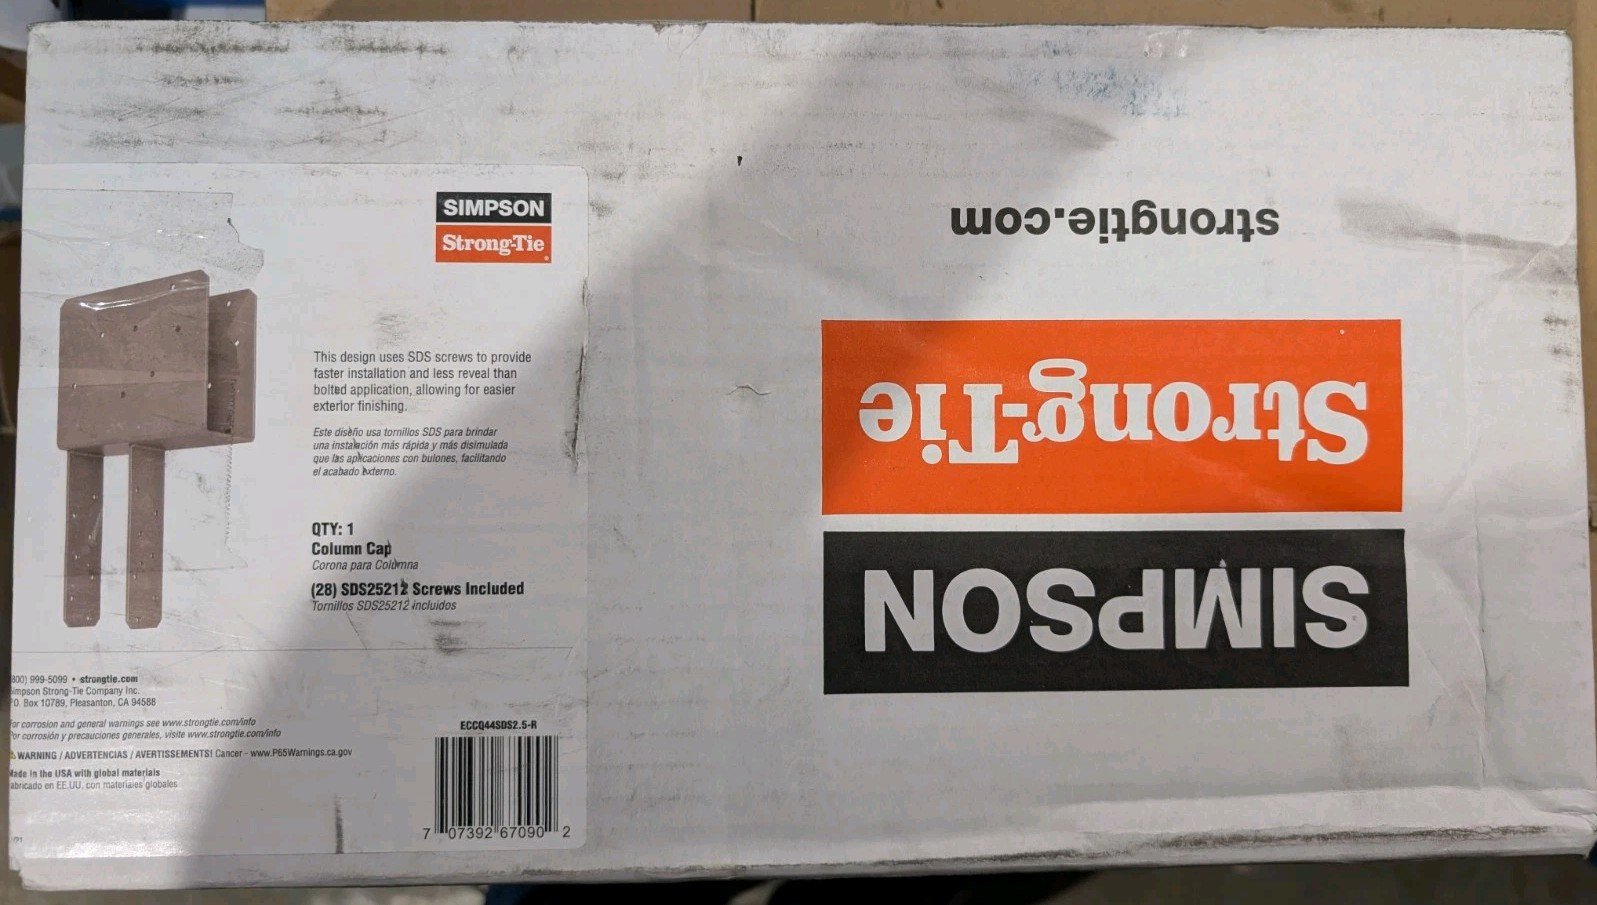 SIMPSON
Strong-Tie
This design uses SDS screws to provide
faster installation and less reveal than
bolted application, allowing for easier
exterior finishing.
Este diseño usa tornillos SDS para brindar
una instalación más rápida y más disimulada
que las aplicaciones con bulones, facilitando
el acabado externo.
QTY: 1
Column Cap
Corona para Columna
(28) SDS25212 Screws Included
Tornillos SDS25212 incluidos
800) 999-5099 • strongtie.com
impson Strong-Tie Company Inc.
P.O. Box 10789, Pleasanton, CA 94588
or corrosion and general warnings see www.strongtie.com/info
or corrosión y precauciones generales, visite www.strongtie.com/info
WARNING / ADVERTENCIAS / AVERTISSEMENTS! Cancer - www.P65Warnings.ca.gov
Made in the USA with global materials
abricado en EE.UU. con materiales globales
ECCQ44SDS2.5-R
7 07392 67090 2
SIMPSON
Strong-Tie
strongtie.com